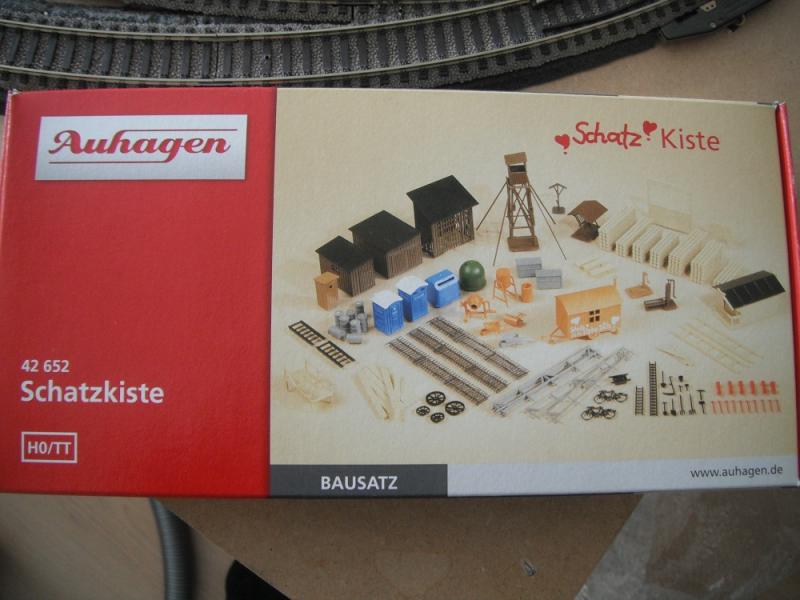 Auhagen
Schatz Kiste
42 652
Schatzkiste
H0/TT
BAUSATZ
www.auhagen.de